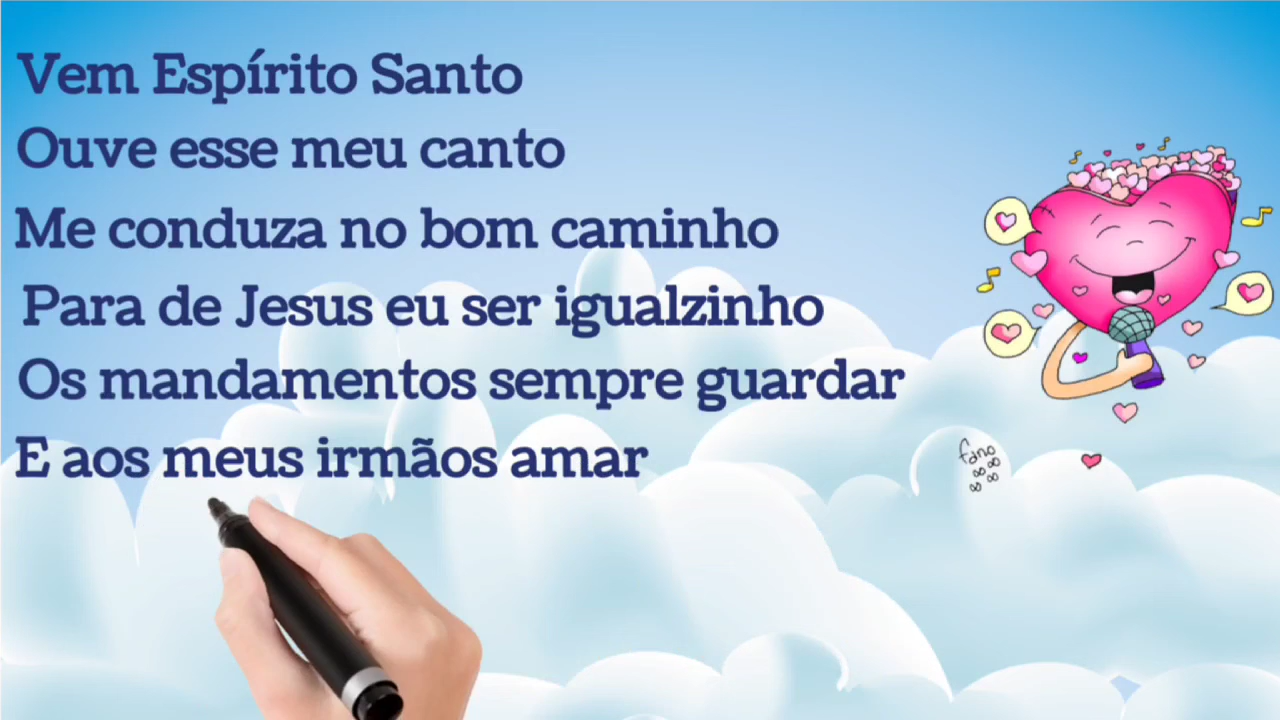 Vem Espírito Santo
Ouve esse meu canto
Me conduza no bom caminho
Para de Jesus eu ser igualzinho
Os mandamentos sempre guardar
E aos meus irmãos amar
fano